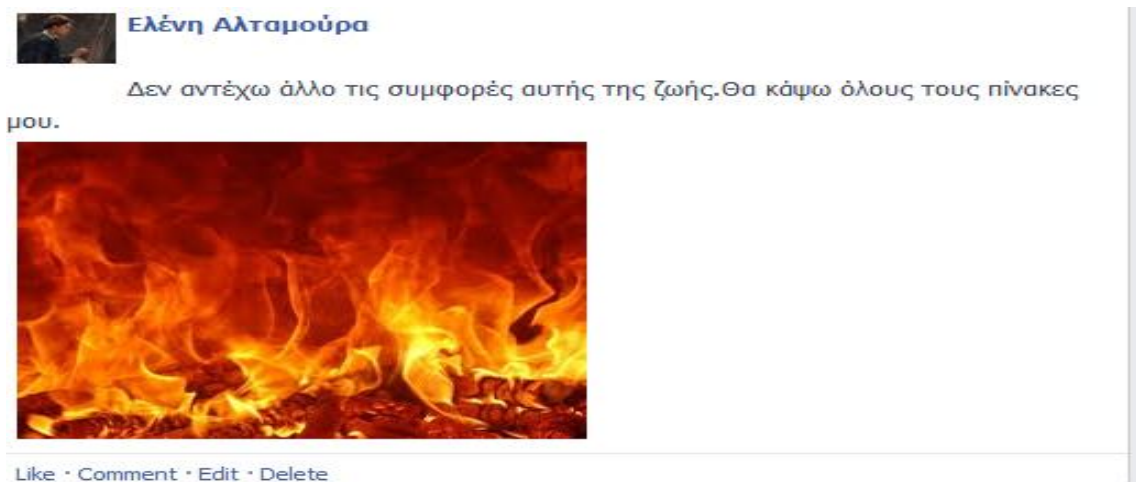 Ελένη Αλταμούρα
Δεν αντέχω άλλο τις συμφορές αυτής της ζωής.Θα κάψω όλους τους πίνακες
μου.
Like · Comment · Edit · Delete